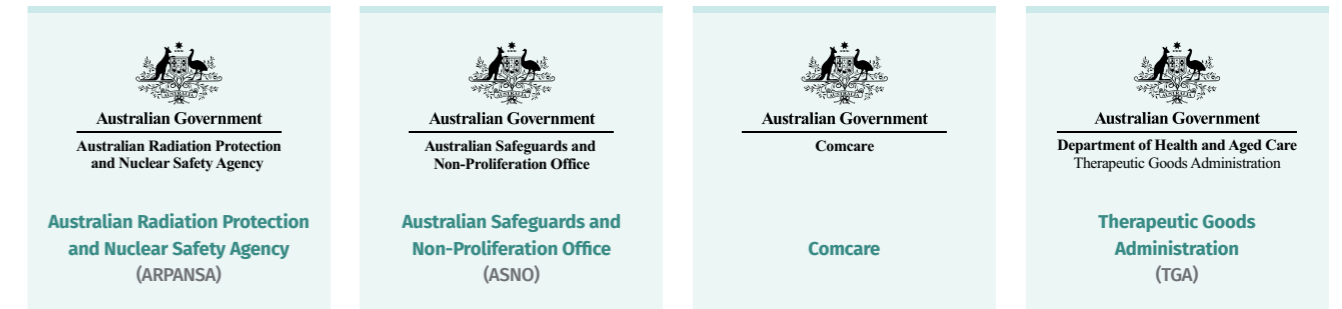 Australian Government
Australian Radiation Protection
and Nuclear Safety Agency
Australian Radiation Protection
and Nuclear Safety Agency
(ARPANSA)
Australian Government
Australian Safeguards and
Non-Proliferation Office
Australian Safeguards and
Non-Proliferation Office
(ASNO)
Australian Government
Comcare
Comcare
Australian Government
Department of Health and Aged Care
Therapeutic Goods Administration
Therapeutic Goods
Administration
(TGA)